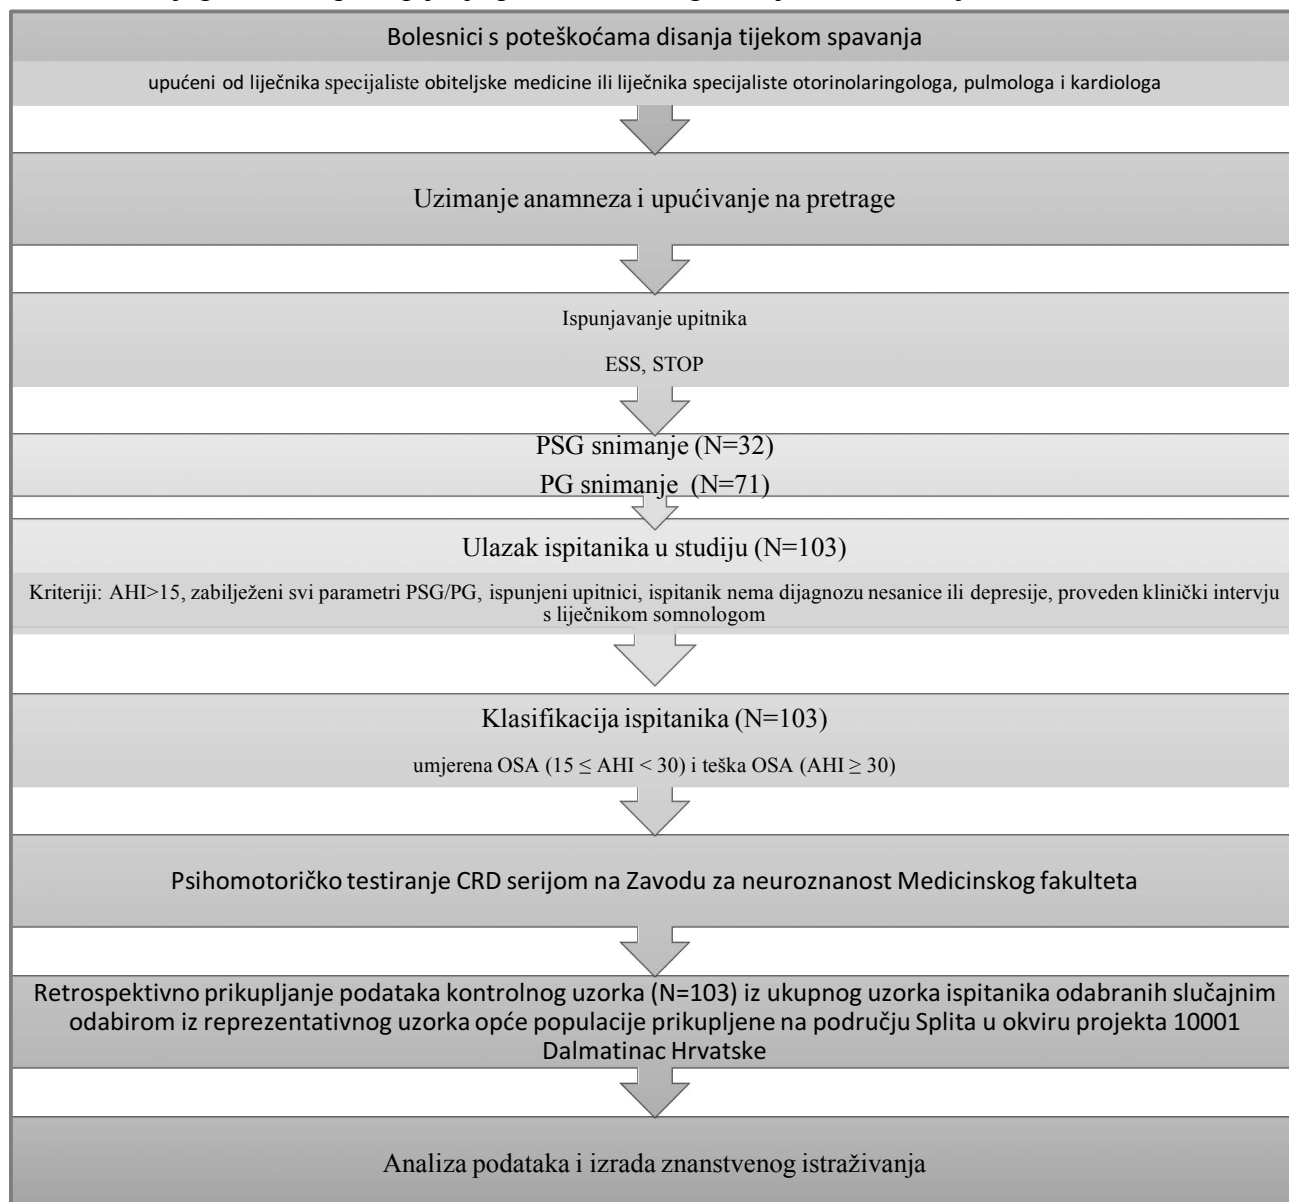 Bolesnici s poteškoćama disanja tijekom spavanja
upućeni od liječnika specijaliste obiteljske medicine ili liječnika specijaliste otorinolaringologa, pulmologa i kardiologa
Uzimanje anamneza i upućivanje na pretrage
Ispunjavanje upitnika
ESS, STOP
PSG snimanje (N=32)
PG snimanje (N=71)
Ulazak ispitanika u studiju (N=103)
Kriteriji: AHI>15, zabilježeni svi parametri PSG/PG, ispunjeni upitnici, ispitanik nema dijagnozu nesanice ili depresije, proveden klinički intervju
s liječnikom somnologom
Klasifikacija ispitanika (N=103)
umjerena OSA (15 ≤ AHI < 30) i teška OSA (AHI ≥ 30)
Psihomotoričko testiranje CRD serijom na Zavodu za neuroznanost Medicinskog fakulteta
Retrospektivno prikupljanje podataka kontrolnog uzorka (N=103) iz ukupnog uzorka ispitanika odabranih slučajnim
odabirom iz reprezentativnog uzorka opće populacije prikupljene na području Splita u okviru projekta 10001
Dalmatinac Hrvatske
Analiza podataka i izrada znanstvenog istraživanja